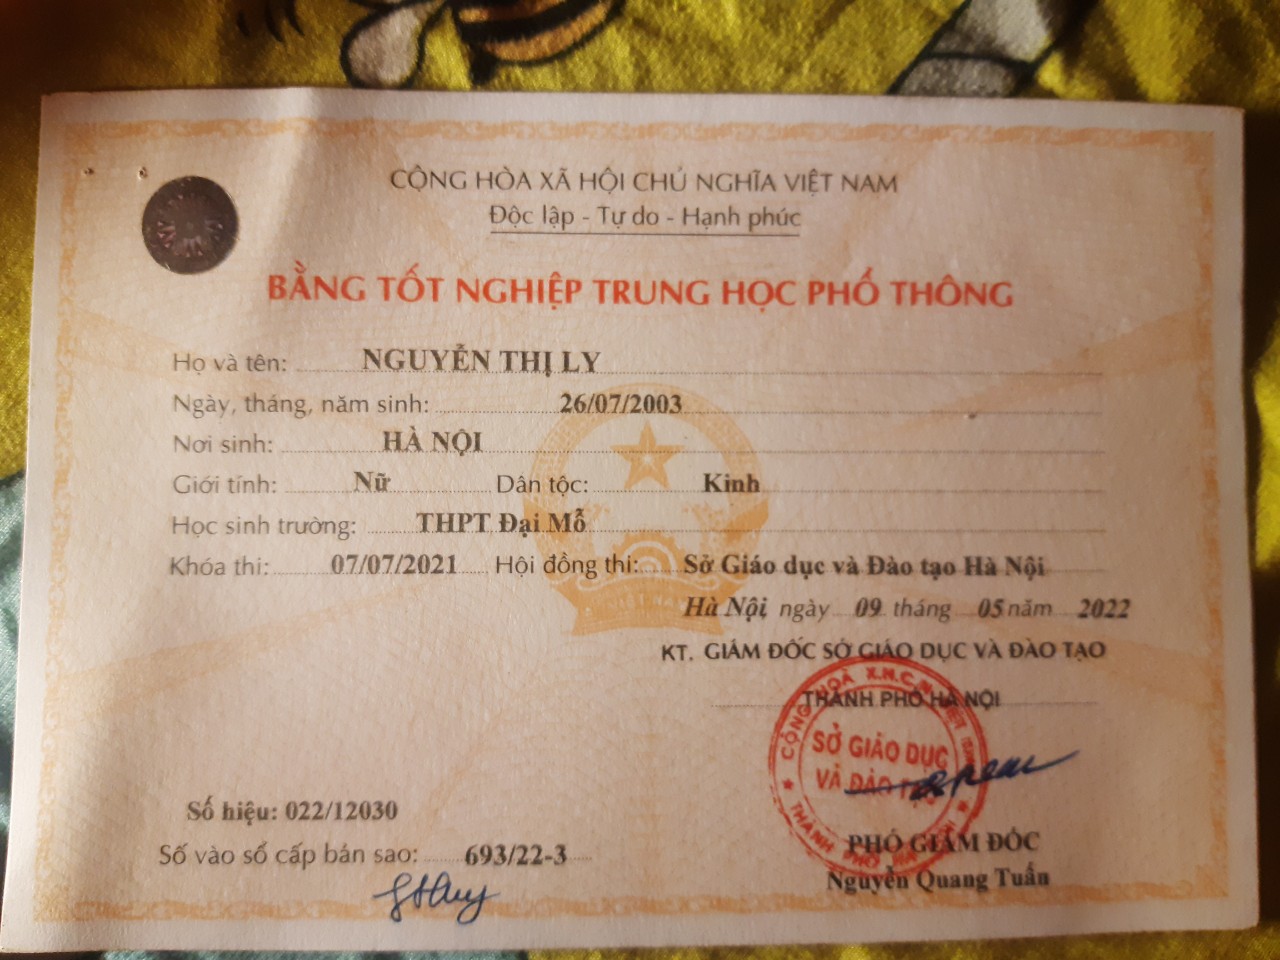 CỘNG HÒA XÃ HỘI CHỦ NGHĨA VIỆT NAM
Độc lập - Tự do - Hạnh phúc
BẰNG TỐT NGHIỆP TRUNG HỌC PHỔ THÔNG
Họ và tên: NGUYỄN THỊ LY
Ngày, tháng, năm sinh: 26/07/2003
Nơi sinh: HÀ NỘI
Giới tính: Nữ Dân tộc: Kinh
Học sinh trường: THPT Đại Mỗ
Khóa thi: 07/07/2021 Hội đồng thi: Sở Giáo dục và Đào tạo Hà Nội
Hà Nội, ngày 09 tháng 05 năm 2022
KT. GIÁM ĐỐC SỞ GIÁO DỤC VÀ ĐÀO TẠO
THÀNH PHỐ HÀ NỘI
CỘNG HOÀ X.H.C.N VIỆT NAM
SỞ GIÁO DỤC
VÀ ĐÀO TẠO
THÀNH PHỐ HÀ NỘI
Số hiệu: 022/12030
PHÓ GIÁM ĐỐC
Số vào sổ cấp bản sao: 693/22-3
Nguyễn Quang Tuấn